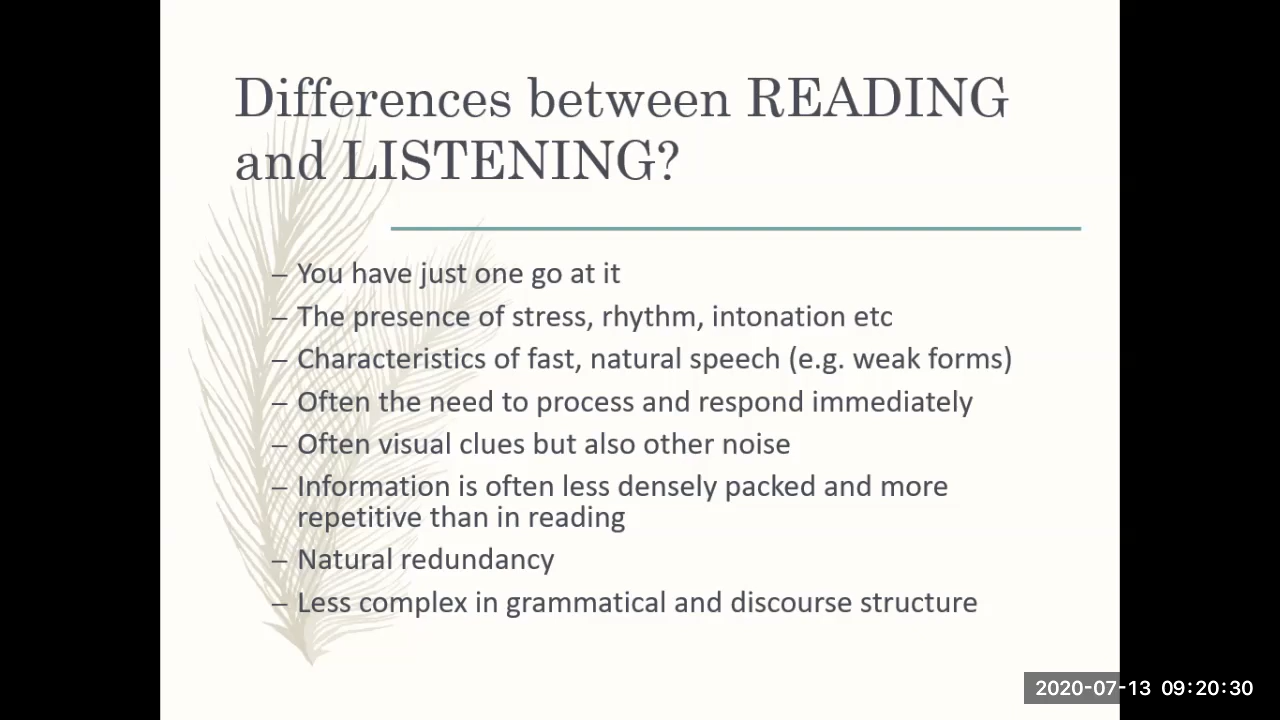 Differences between READING
and LISTENING?
– You have just one go at it
– The presence of stress, rhythm, intonation etc
– Characteristics of fast, natural speech (e.g. weak forms)
– Often the need to process and respond immediately
– Often visual clues but also other noise
– Information is often less densely packed and more
repetitive than in reading
– Natural redundancy
– Less complex in grammatical and discourse structure
2020-07-13 09:20:30